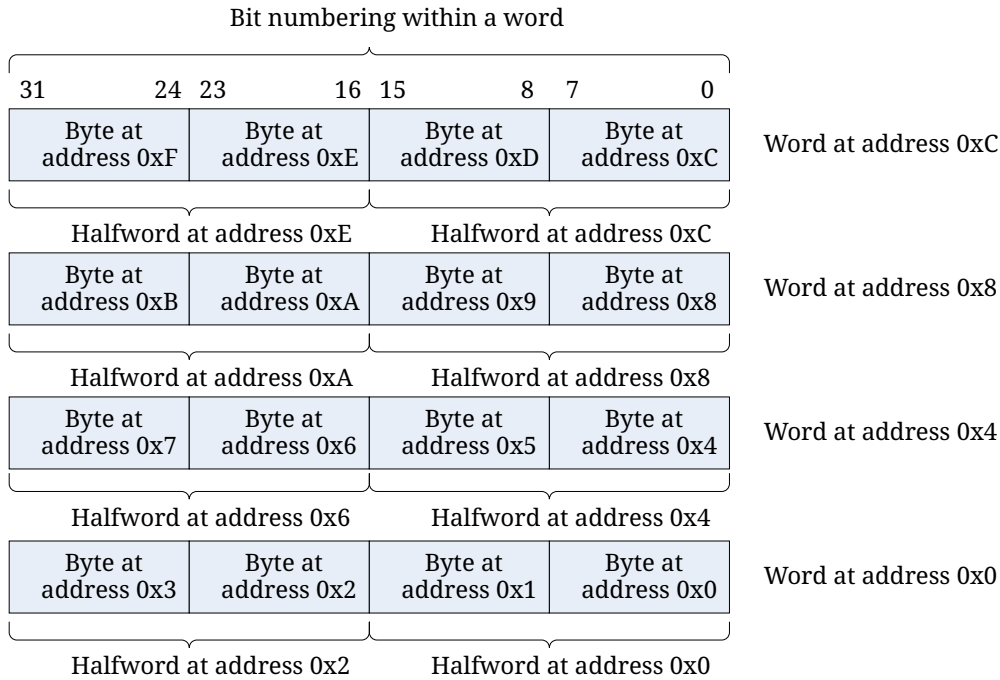 Bit numbering within a word
31 24 23 16 15 8 7 0
Byte at Byte at Byte at Byte at
address 0xF address 0xE address 0xD address 0xC
Word at address 0xC
Halfword at address 0xE Halfword at address 0xC
Byte at Byte at Byte at Byte at
address 0xB address 0xA address 0x9 address 0x8
Word at address 0x8
Halfword at address 0xA Halfword at address 0x8
Byte at Byte at Byte at Byte at
address 0x7 address 0x6 address 0x5 address 0x4
Word at address 0x4
Halfword at address 0x6 Halfword at address 0x4
Byte at Byte at Byte at Byte at
address 0x3 address 0x2 address 0x1 address 0x0
Word at address 0x0
Halfword at address 0x2 Halfword at address 0x0